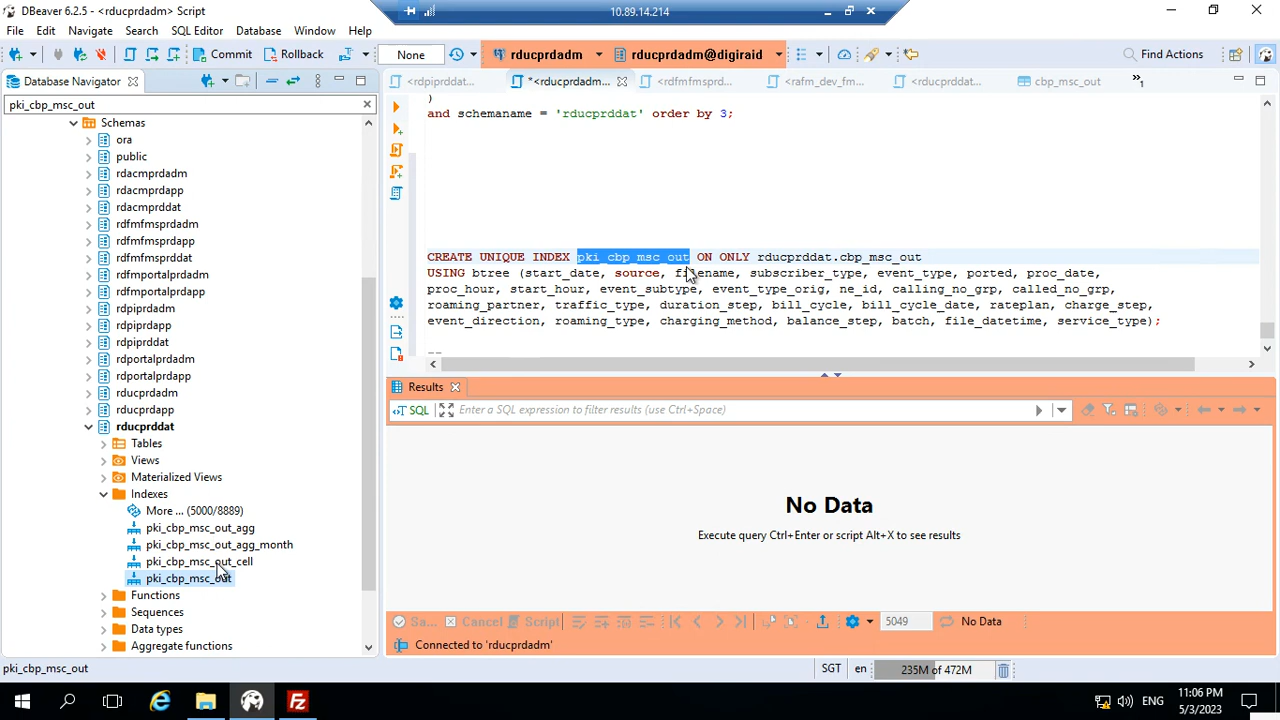 DBeaver 6.2.5 - <rducprdadm> Script
10.89.14.214
File Edit Navigate Search SQL Editor Database Window Help
Commit Rollback None rducprdadm rducprdadm@digiraid Find Actions
Database Navigator
<rdpiprddat... *<rducprdadm... <rdfmfmsprd... <rafm_dev_fm... <rducprddat... cbp_msc_out
pki_cbp_msc_out
Schemas
ora
public
rdacmprdadm
rdacmprdapp
rdacmprddat
rdfmfmsprdadm
rdfmfmsprdapp
rdfmfmsprddat
rdfmportalprdadm
rdfmportalprdapp
rdpiprdadm
rdpiprdapp
rdpiprddat
rdportalprdadm
rdportalprdapp
rducprdadm
rducprdapp
rducprddat
Tables
Views
Materialized Views
Indexes
More ... (5000/8889)
pki_cbp_msc_out_agg
pki_cbp_msc_out_agg_month
pki_cbp_msc_out_cell
pki_cbp_msc_out
Functions
Sequences
Data types
Aggregate functions
pki_cbp_msc_out
)
and schemaname = 'rducprddat' order by 3;
CREATE UNIQUE INDEX pki_cbp_msc_out ON ONLY rducprddat.cbp_msc_out
USING btree (start_date, source, filename, subscriber_type, event_type, ported, proc_date,
proc_hour, start_hour, event_subtype, event_type_orig, ne_id, calling_no_grp, called_no_grp,
roaming_partner, traffic_type, duration_step, bill_cycle, bill_cycle_date, rateplan, charge_step,
event_direction, roaming_type, charging_method, balance_step, batch, file_datetime, service_type);
--
Results
SQL Enter a SQL expression to filter results (use Ctrl+Space)
No Data
Execute query Ctrl+Enter or script Alt+X to see results
Sa... Cancel Script 5049 No Data
Connected to 'rducprdadm'
SGT en 235M of 472M
ENG
11:06 PM
5/3/2023